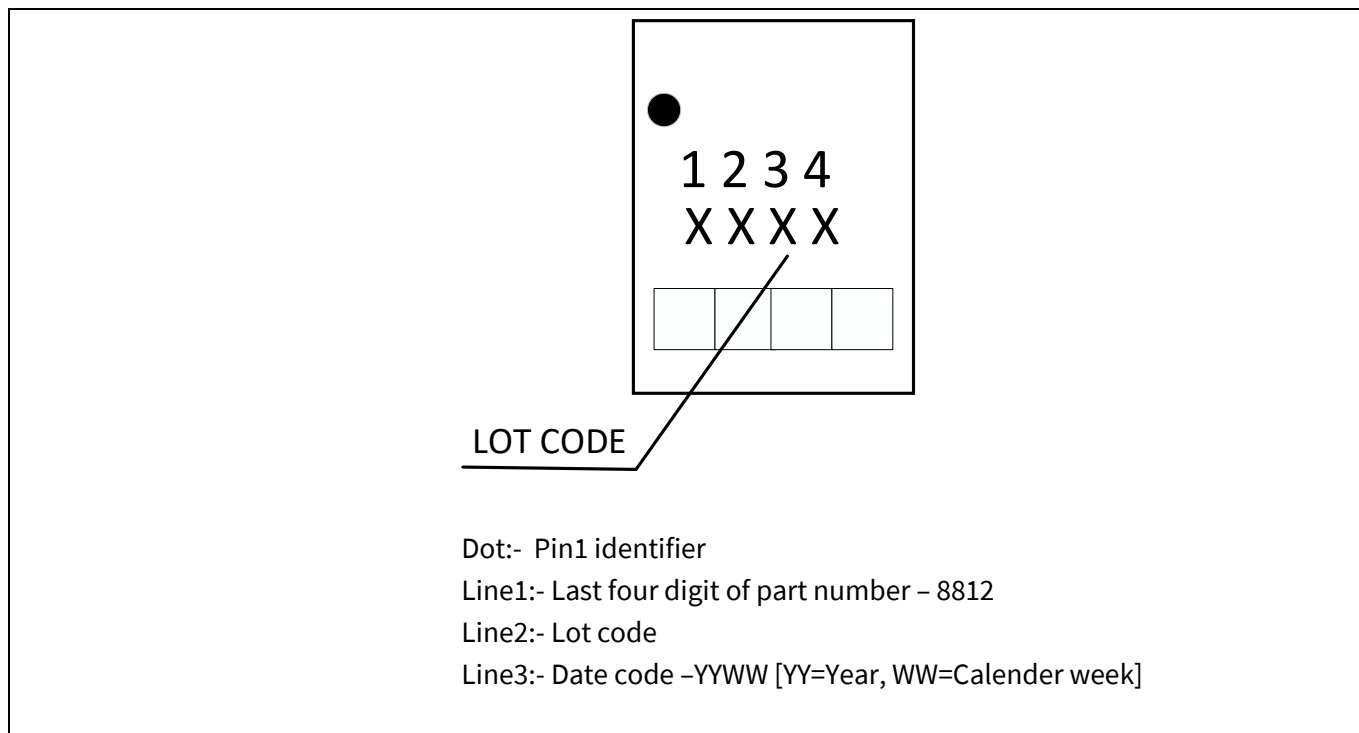 1 2 3 4
X X X X
LOT CODE
Dot:- Pin1 identifier
Line1:- Last four digit of part number – 8812
Line2:- Lot code
Line3:- Date code –YYWW [YY=Year, WW=Calender week]